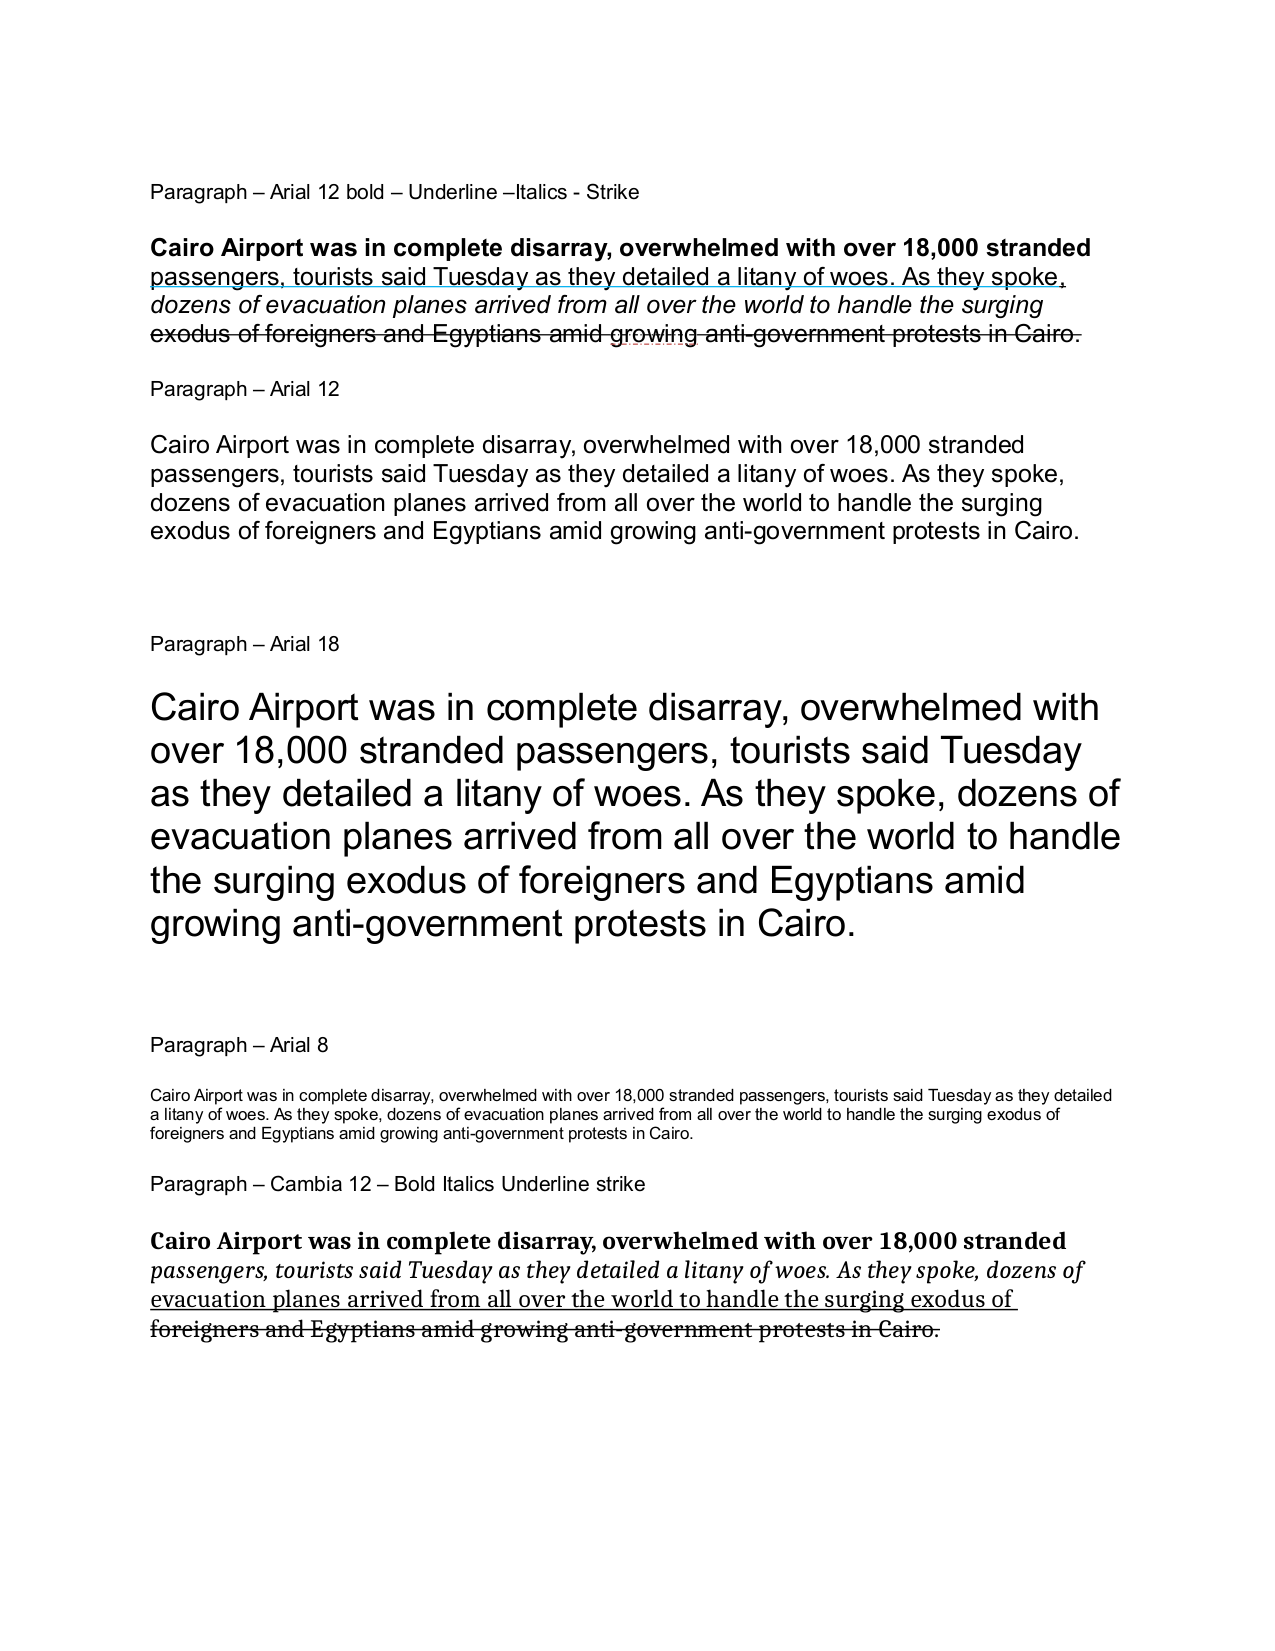 Paragraph – Arial 12 bold – Underline –Italics - Strike
Cairo Airport was in complete disarray, overwhelmed with over 18,000 stranded
passengers, tourists said Tuesday as they detailed a litany of woes. As they spoke,
dozens of evacuation planes arrived from all over the world to handle the surging
exodus of foreigners and Egyptians amid growing anti-government protests in Cairo.
Paragraph – Arial 12
Cairo Airport was in complete disarray, overwhelmed with over 18,000 stranded
passengers, tourists said Tuesday as they detailed a litany of woes. As they spoke,
dozens of evacuation planes arrived from all over the world to handle the surging
exodus of foreigners and Egyptians amid growing anti-government protests in Cairo.
Paragraph – Arial 18
Cairo Airport was in complete disarray, overwhelmed with
over 18,000 stranded passengers, tourists said Tuesday
as they detailed a litany of woes. As they spoke, dozens of
evacuation planes arrived from all over the world to handle
the surging exodus of foreigners and Egyptians amid
growing anti-government protests in Cairo.
Paragraph – Arial 8
Cairo Airport was in complete disarray, overwhelmed with over 18,000 stranded passengers, tourists said Tuesday as they detailed
a litany of woes. As they spoke, dozens of evacuation planes arrived from all over the world to handle the surging exodus of
foreigners and Egyptians amid growing anti-government protests in Cairo.
Paragraph – Cambia 12 – Bold Italics Underline strike
Cairo Airport was in complete disarray, overwhelmed with over 18,000 stranded
passengers, tourists said Tuesday as they detailed a litany of woes. As they spoke, dozens of
evacuation planes arrived from all over the world to handle the surging exodus of
foreigners and Egyptians amid growing anti-government protests in Cairo.